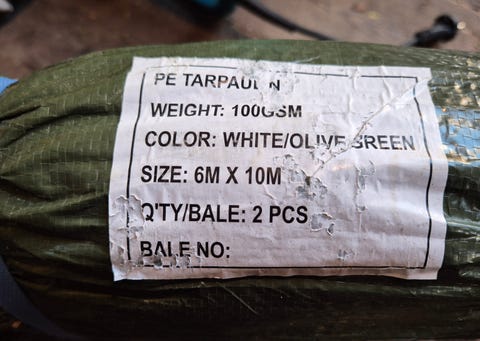 PE TARPAULIN
WEIGHT: 100GSM
COLOR: WHITE/OLIVE GREEN
SIZE: 6M X 10M
Q'TY/BALE: 2 PCS
BALE NO: